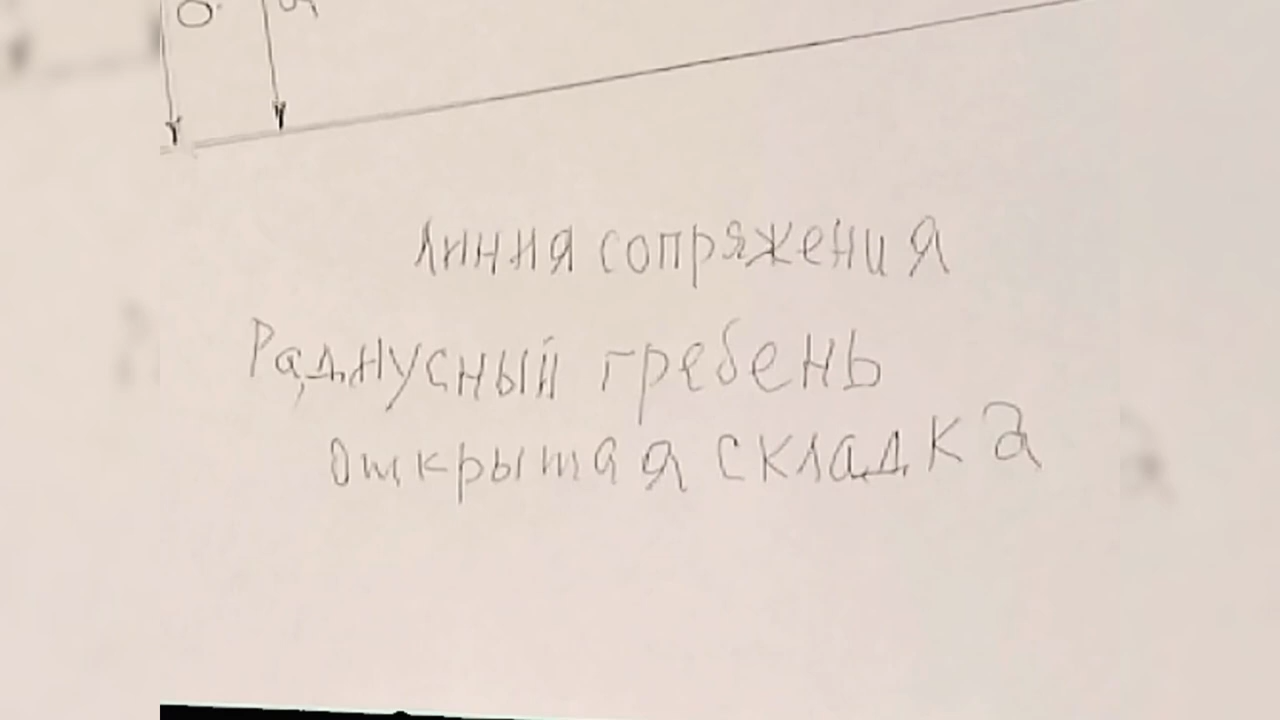 линия сопряжения
Радиусный гребень
открытая складка